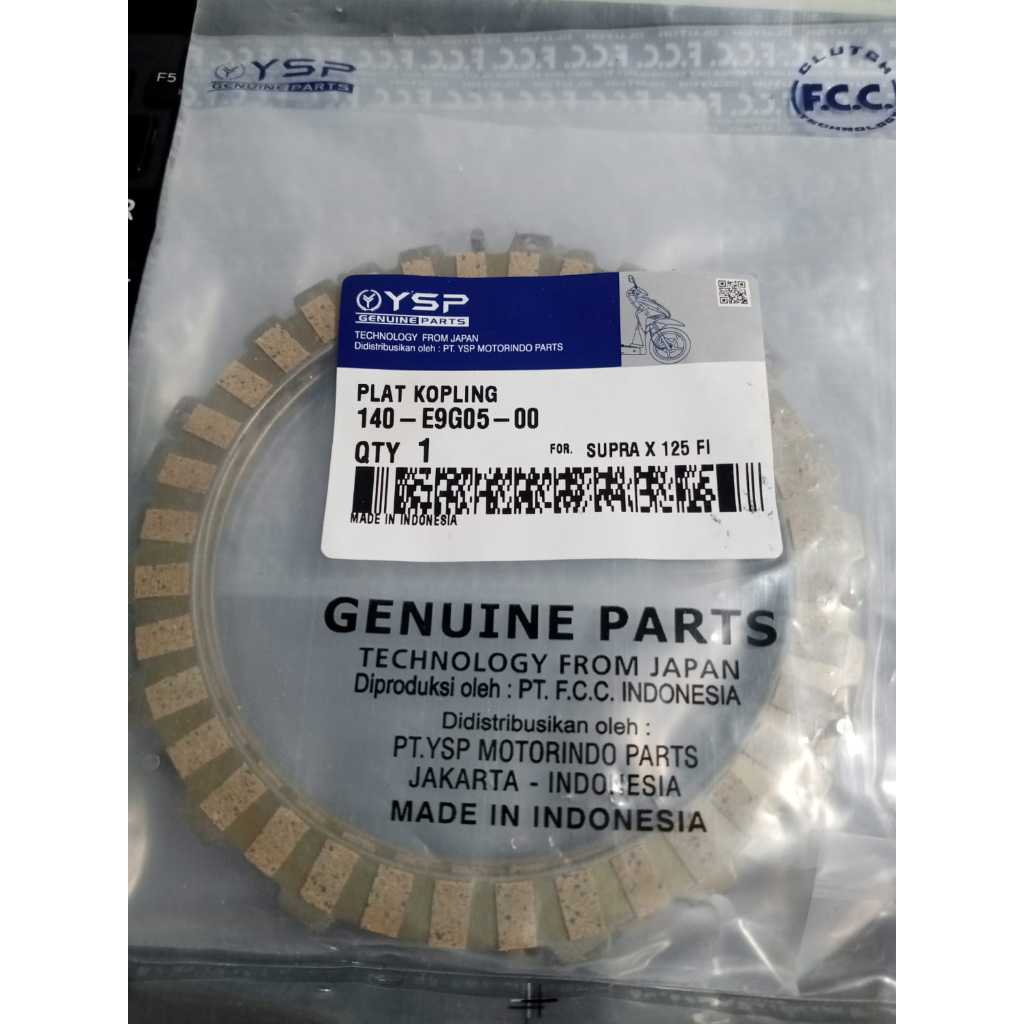 F5
YSP
GENUINE PARTS
F.C.C. F.C.C. F.C.C.
CLUTCH
F.C.C.
TECHNOLOGY
R
YSP
GENUINE PARTS
TECHNOLOGY FROM JAPAN
Didistribusikan oleh : PT. YSP MOTORINDO PARTS
PLAT KOPLING
140-E9G05-00
QTY 1 FOR. SUPRA X 125 FI
MADE IN INDONESIA
GENUINE PARTS
TECHNOLOGY FROM JAPAN
Diproduksi oleh : PT. F.C.C. INDONESIA
Didistribusikan oleh :
PT.YSP MOTORINDO PARTS
JAKARTA - INDONESIA
MADE IN INDONESIA